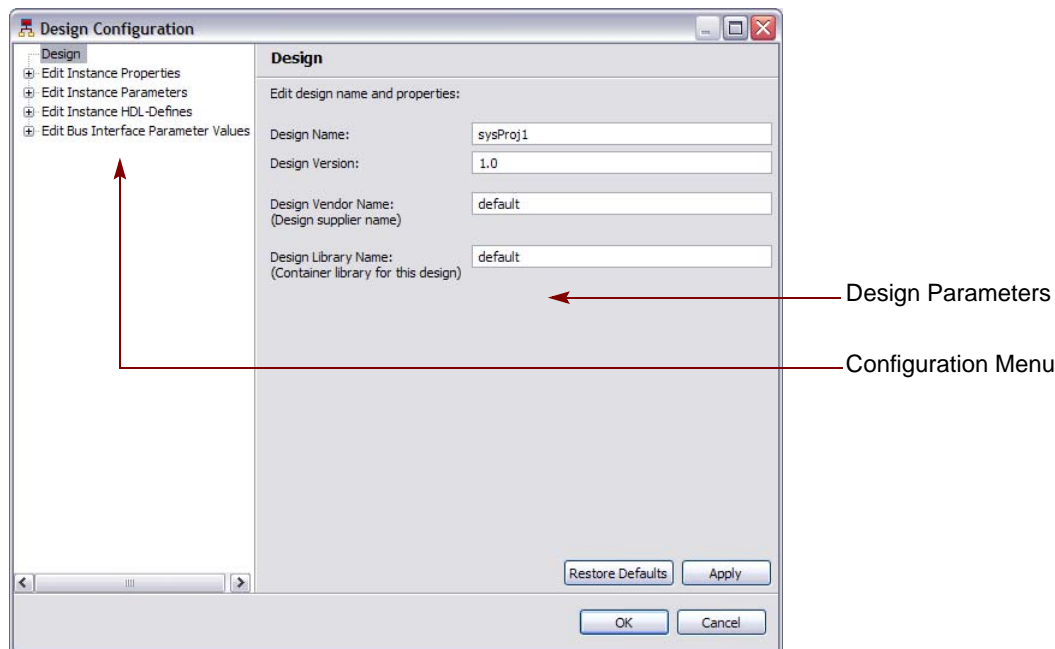 Design Configuration
Design
Edit Instance Properties
Edit Instance Parameters
Edit Instance HDL-Defines
Edit Bus Interface Parameter Values
Design
Edit design name and properties:
Design Name:
sysProj1
Design Version:
1.0
Design Vendor Name:
(Design supplier name)
default
Design Library Name:
(Container library for this design)
default
Design Parameters
Configuration Menu
Restore Defaults
Apply
OK
Cancel